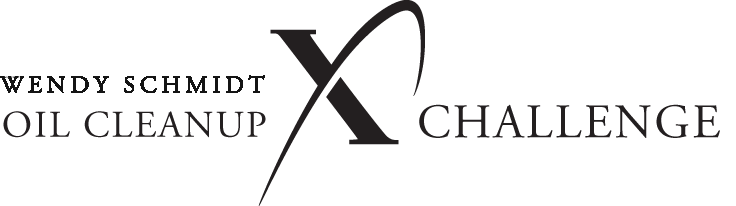 WENDY SCHMIDT
OIL CLEANUP X CHALLENGE